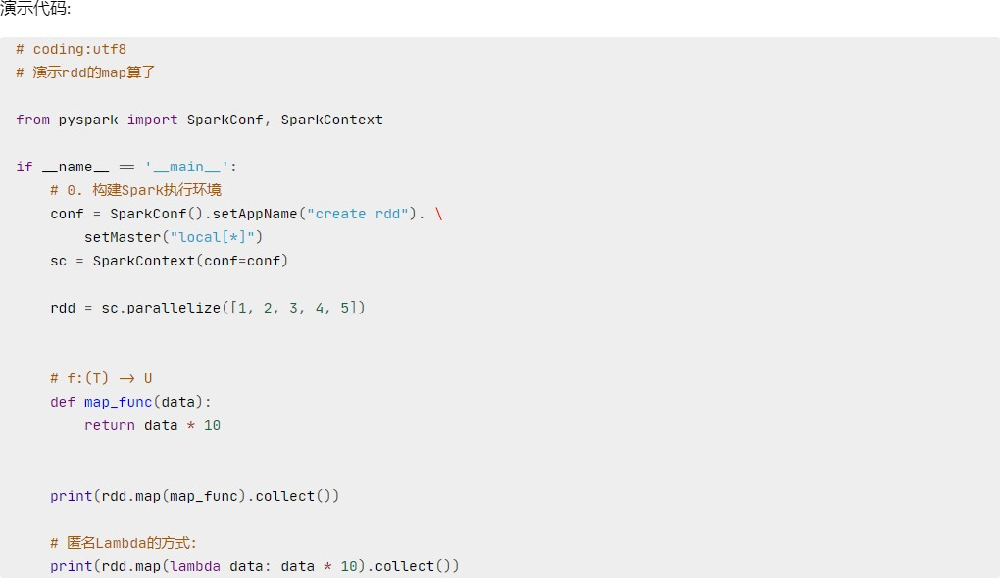 演示代码:
# coding:utf8
# 演示rdd的map算子
from pyspark import SparkConf, SparkContext
if __name__ == '__main__':
    # 0. 构建Spark执行环境
    conf = SparkConf().setAppName("create rdd"). \
        setMaster("local[*]")
    sc = SparkContext(conf=conf)
    rdd = sc.parallelize([1, 2, 3, 4, 5])
    # f:(T) -> U
    def map_func(data):
        return data * 10
    print(rdd.map(map_func).collect())
    # 匿名Lambda的方式:
    print(rdd.map(lambda data: data * 10).collect())